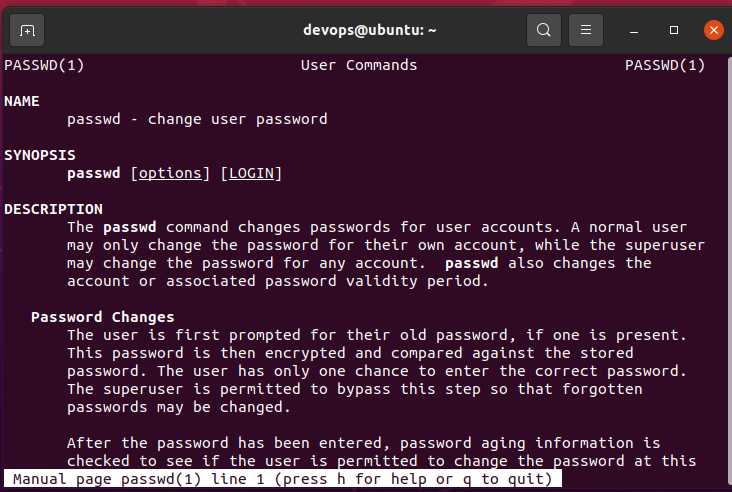 devops@ubuntu: ~
PASSWD(1) User Commands PASSWD(1)
NAME
passwd - change user password
SYNOPSIS
passwd [options] [LOGIN]
DESCRIPTION
The passwd command changes passwords for user accounts. A normal user
may only change the password for their own account, while the superuser
may change the password for any account.  passwd also changes the
account or associated password validity period.
Password Changes
The user is first prompted for their old password, if one is present.
This password is then encrypted and compared against the stored
password. The user has only one chance to enter the correct password.
The superuser is permitted to bypass this step so that forgotten
passwords may be changed.
After the password has been entered, password aging information is
checked to see if the user is permitted to change the password at this
Manual page passwd(1) line 1 (press h for help or q to quit)